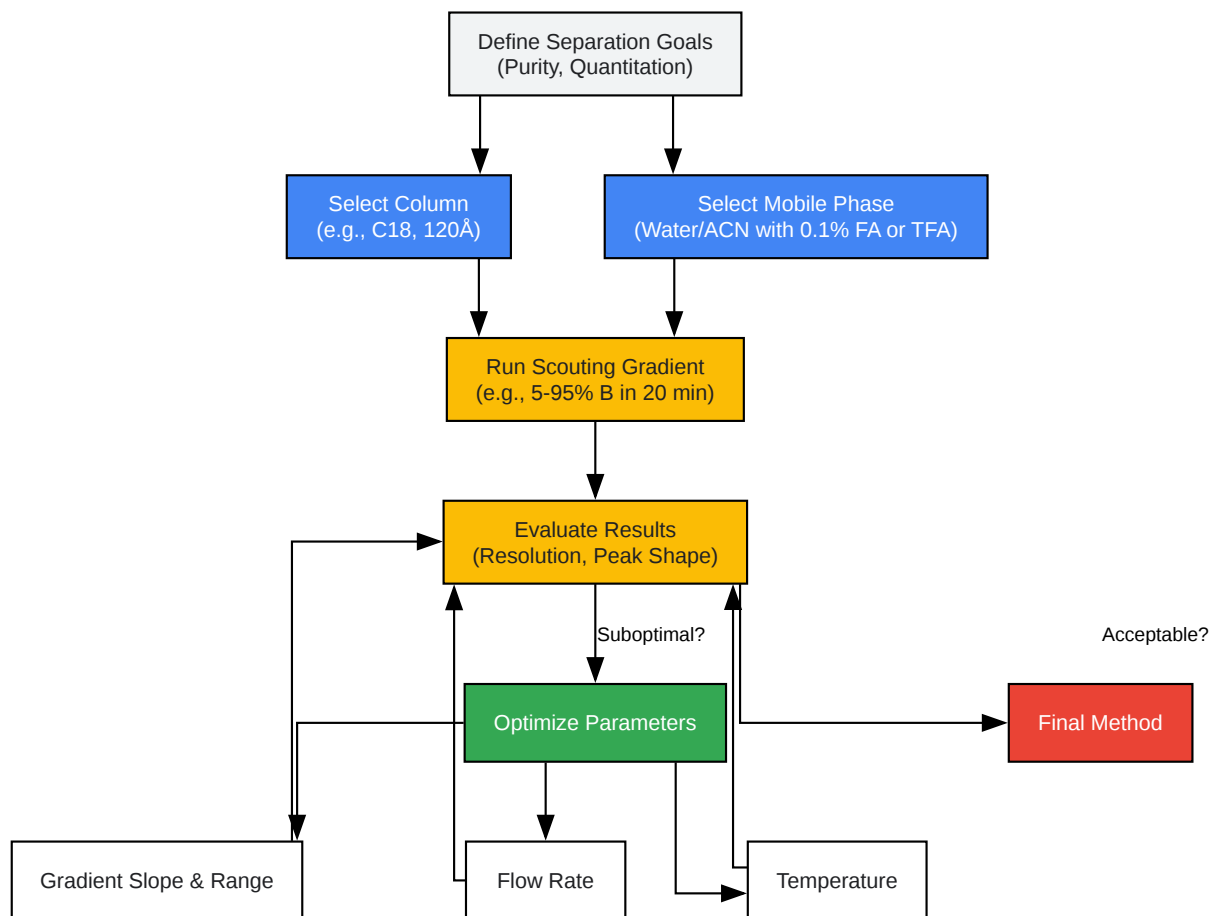 Define Separation Goals
(Purity, Quantitation)
Select Column
(e.g., C18, 120Å)
Select Mobile Phase
(Water/ACN with 0.1% FA or TFA)
Run Scouting Gradient
(e.g., 5-95% B in 20 min)
Evaluate Results
(Resolution, Peak Shape)
Suboptimal?
Acceptable?
Optimize Parameters
Final Method
Gradient Slope & Range
Flow Rate
Temperature